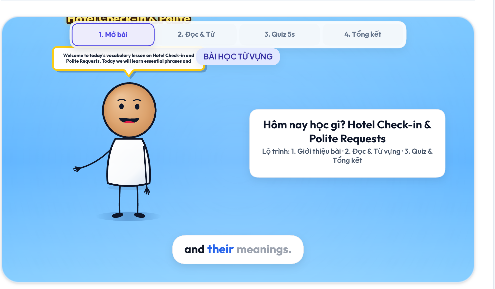 Hotel Check-in & Polite
1. Mở bài
2. Đọc & Từ
3. Quiz 5s
4. Tổng kết
Welcome to today's vocabulary lesson on Hotel Check-in and
Polite Requests. Today we will learn essential phrases and
BÀI HỌC TỪ VỰNG
Hôm nay học gì? Hotel Check-in &
Polite Requests
Lộ trình: 1. Giới thiệu bài · 2. Đọc & Từ vựng · 3. Quiz &
Tổng kết
and their meanings.